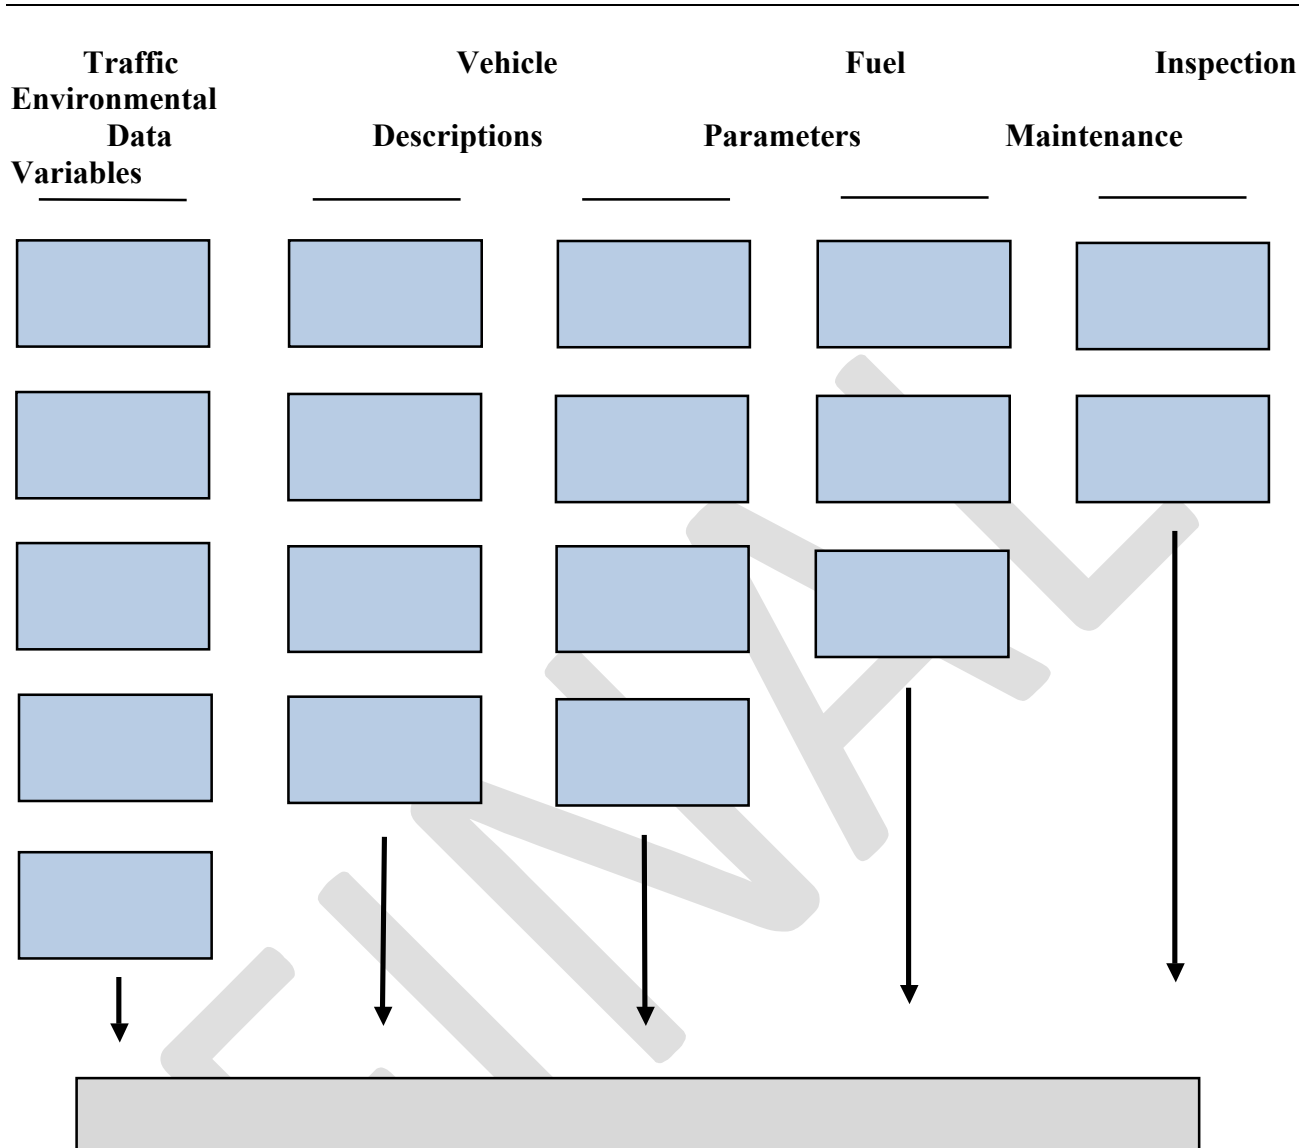 Traffic Vehicle Fuel Inspection
Environmental
Data Descriptions Parameters Maintenance
Variables
FINAL